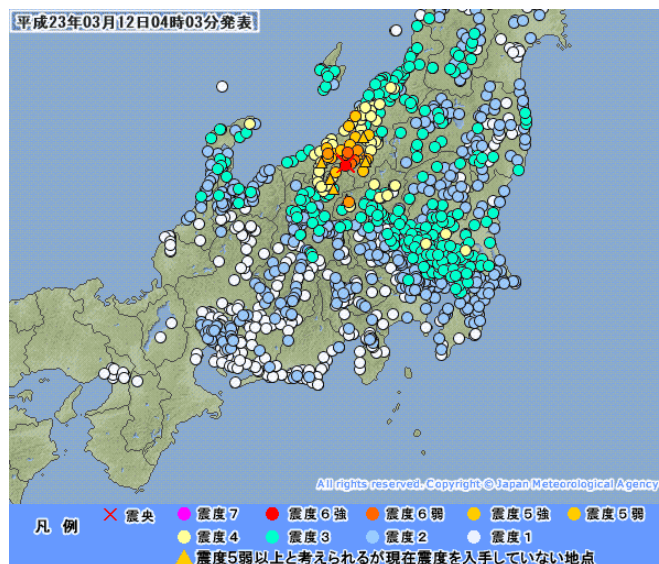 平成23年03月12日04時03分発表
All rights reserved. Copyright © Japan Meteorological Agency
凡 例 震央 震度7 震度6強 震度6弱 震度5強 震度5弱
震度4 震度3 震度2 震度1
震度5弱以上と考えられるが現在震度を入手していない地点